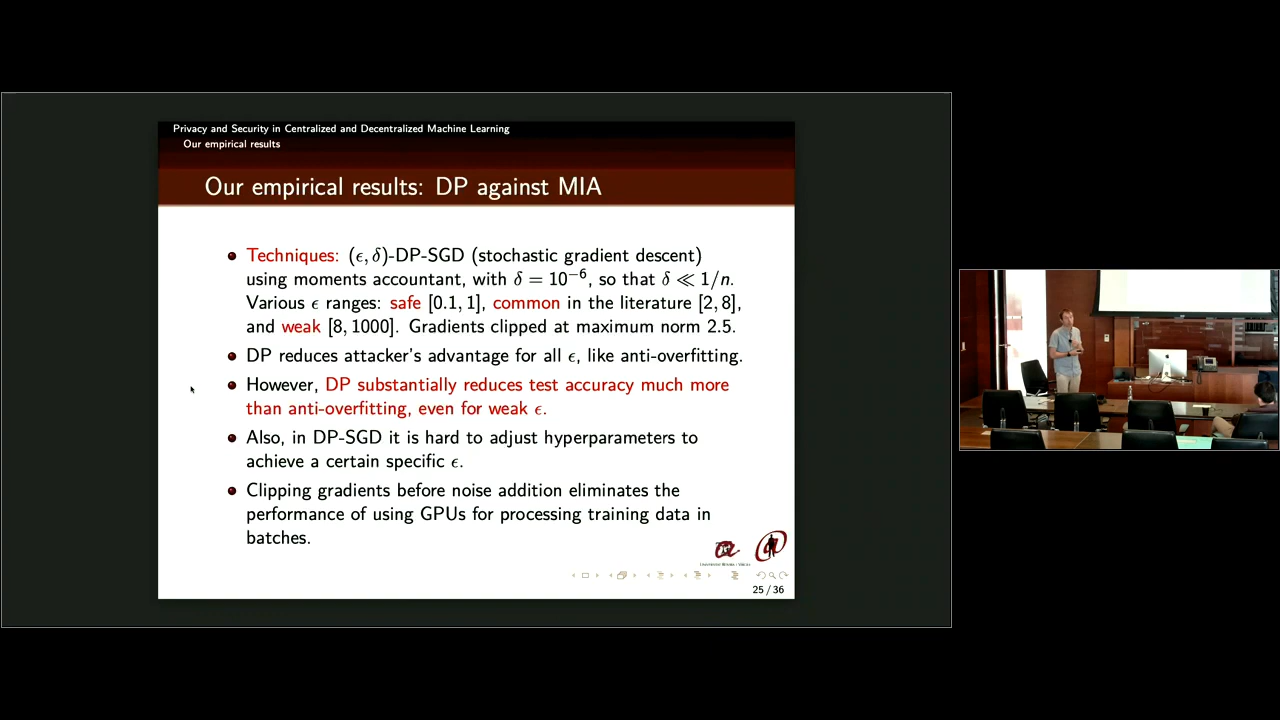 Privacy and Security in Centralized and Decentralized Machine Learning
Our empirical results
Our empirical results: DP against MIA
Techniques: (ϵ, δ)-DP-SGD (stochastic gradient descent)
using moments accountant, with δ = 10⁻⁶, so that δ ≪ 1/n.
Various ϵ ranges: safe [0.1, 1], common in the literature [2, 8],
and weak [8, 1000]. Gradients clipped at maximum norm 2.5.
DP reduces attacker's advantage for all ϵ, like anti-overfitting.
However, DP substantially reduces test accuracy much more
than anti-overfitting, even for weak ϵ.
Also, in DP-SGD it is hard to adjust hyperparameters to
achieve a certain specific ϵ.
Clipping gradients before noise addition eliminates the
performance of using GPUs for processing training data in
batches.
25 / 36